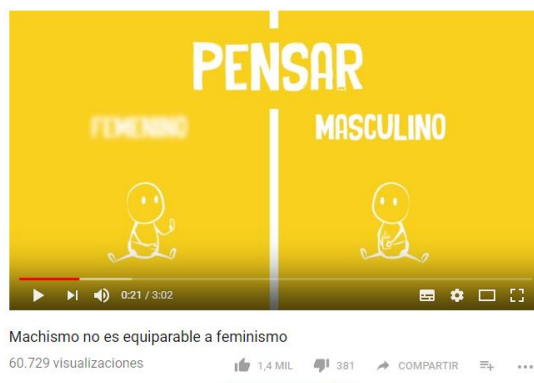 PENSAR
FEMENINO MASCULINO
0:21 / 3:02
Machismo no es equiparable a feminismo
60.729 visualizaciones 1,4 MIL 381 COMPARTIR